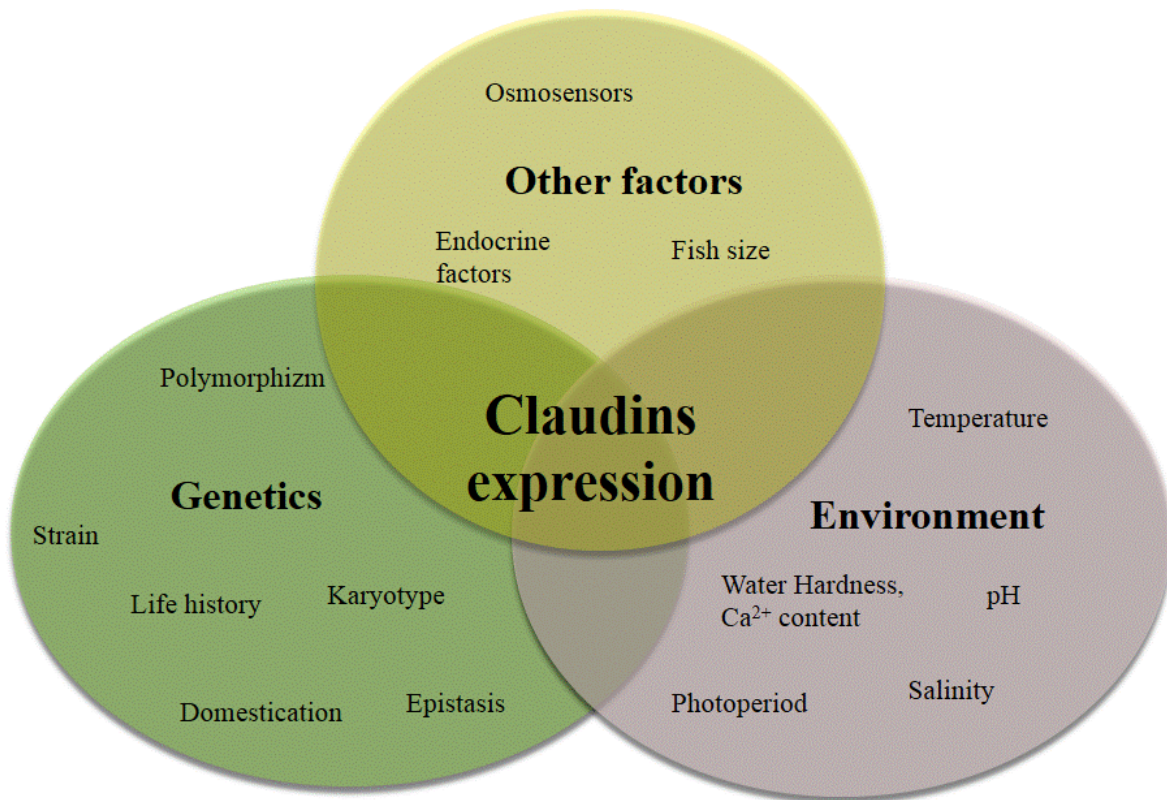 Osmosensors
Other factors
Endocrine
factors
Fish size
Polymorphizm
Genetics
Strain
Life history
Karyotype
Domestication
Epistasis
Claudins
expression
Temperature
Environment
Water Hardness,
Ca²⁺ content
pH
Photoperiod
Salinity